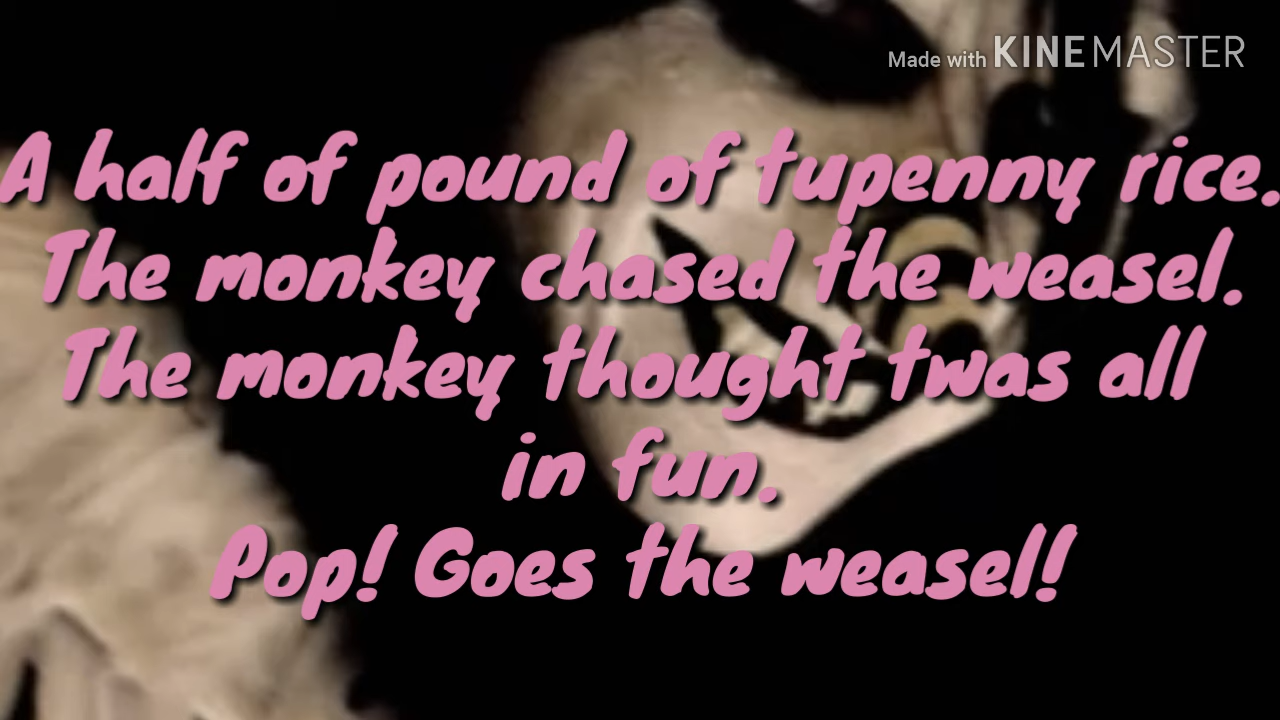 Made with KINEMASTER
A half of pound of tupenny rice.
The monkey chased the weasel.
The monkey thought twas all
in fun.
Pop! Goes the weasel!